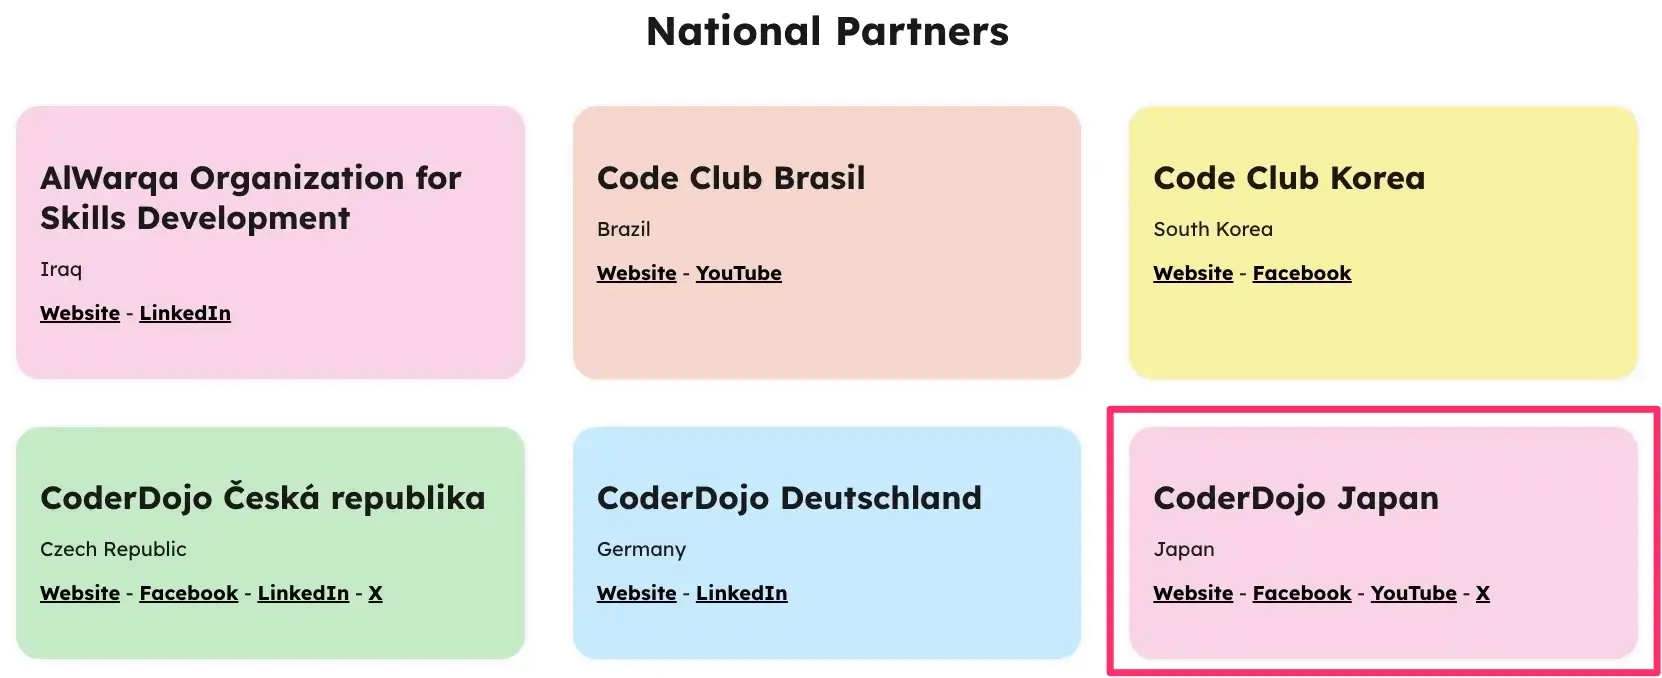 National Partners
AlWarqa Organization for
Skills Development
Iraq
Website - LinkedIn
Code Club Brasil
Brazil
Website - YouTube
Code Club Korea
South Korea
Website - Facebook
CoderDojo Česká republika
Czech Republic
Website - Facebook - LinkedIn - X
CoderDojo Deutschland
Germany
Website - LinkedIn
CoderDojo Japan
Japan
Website - Facebook - YouTube - X